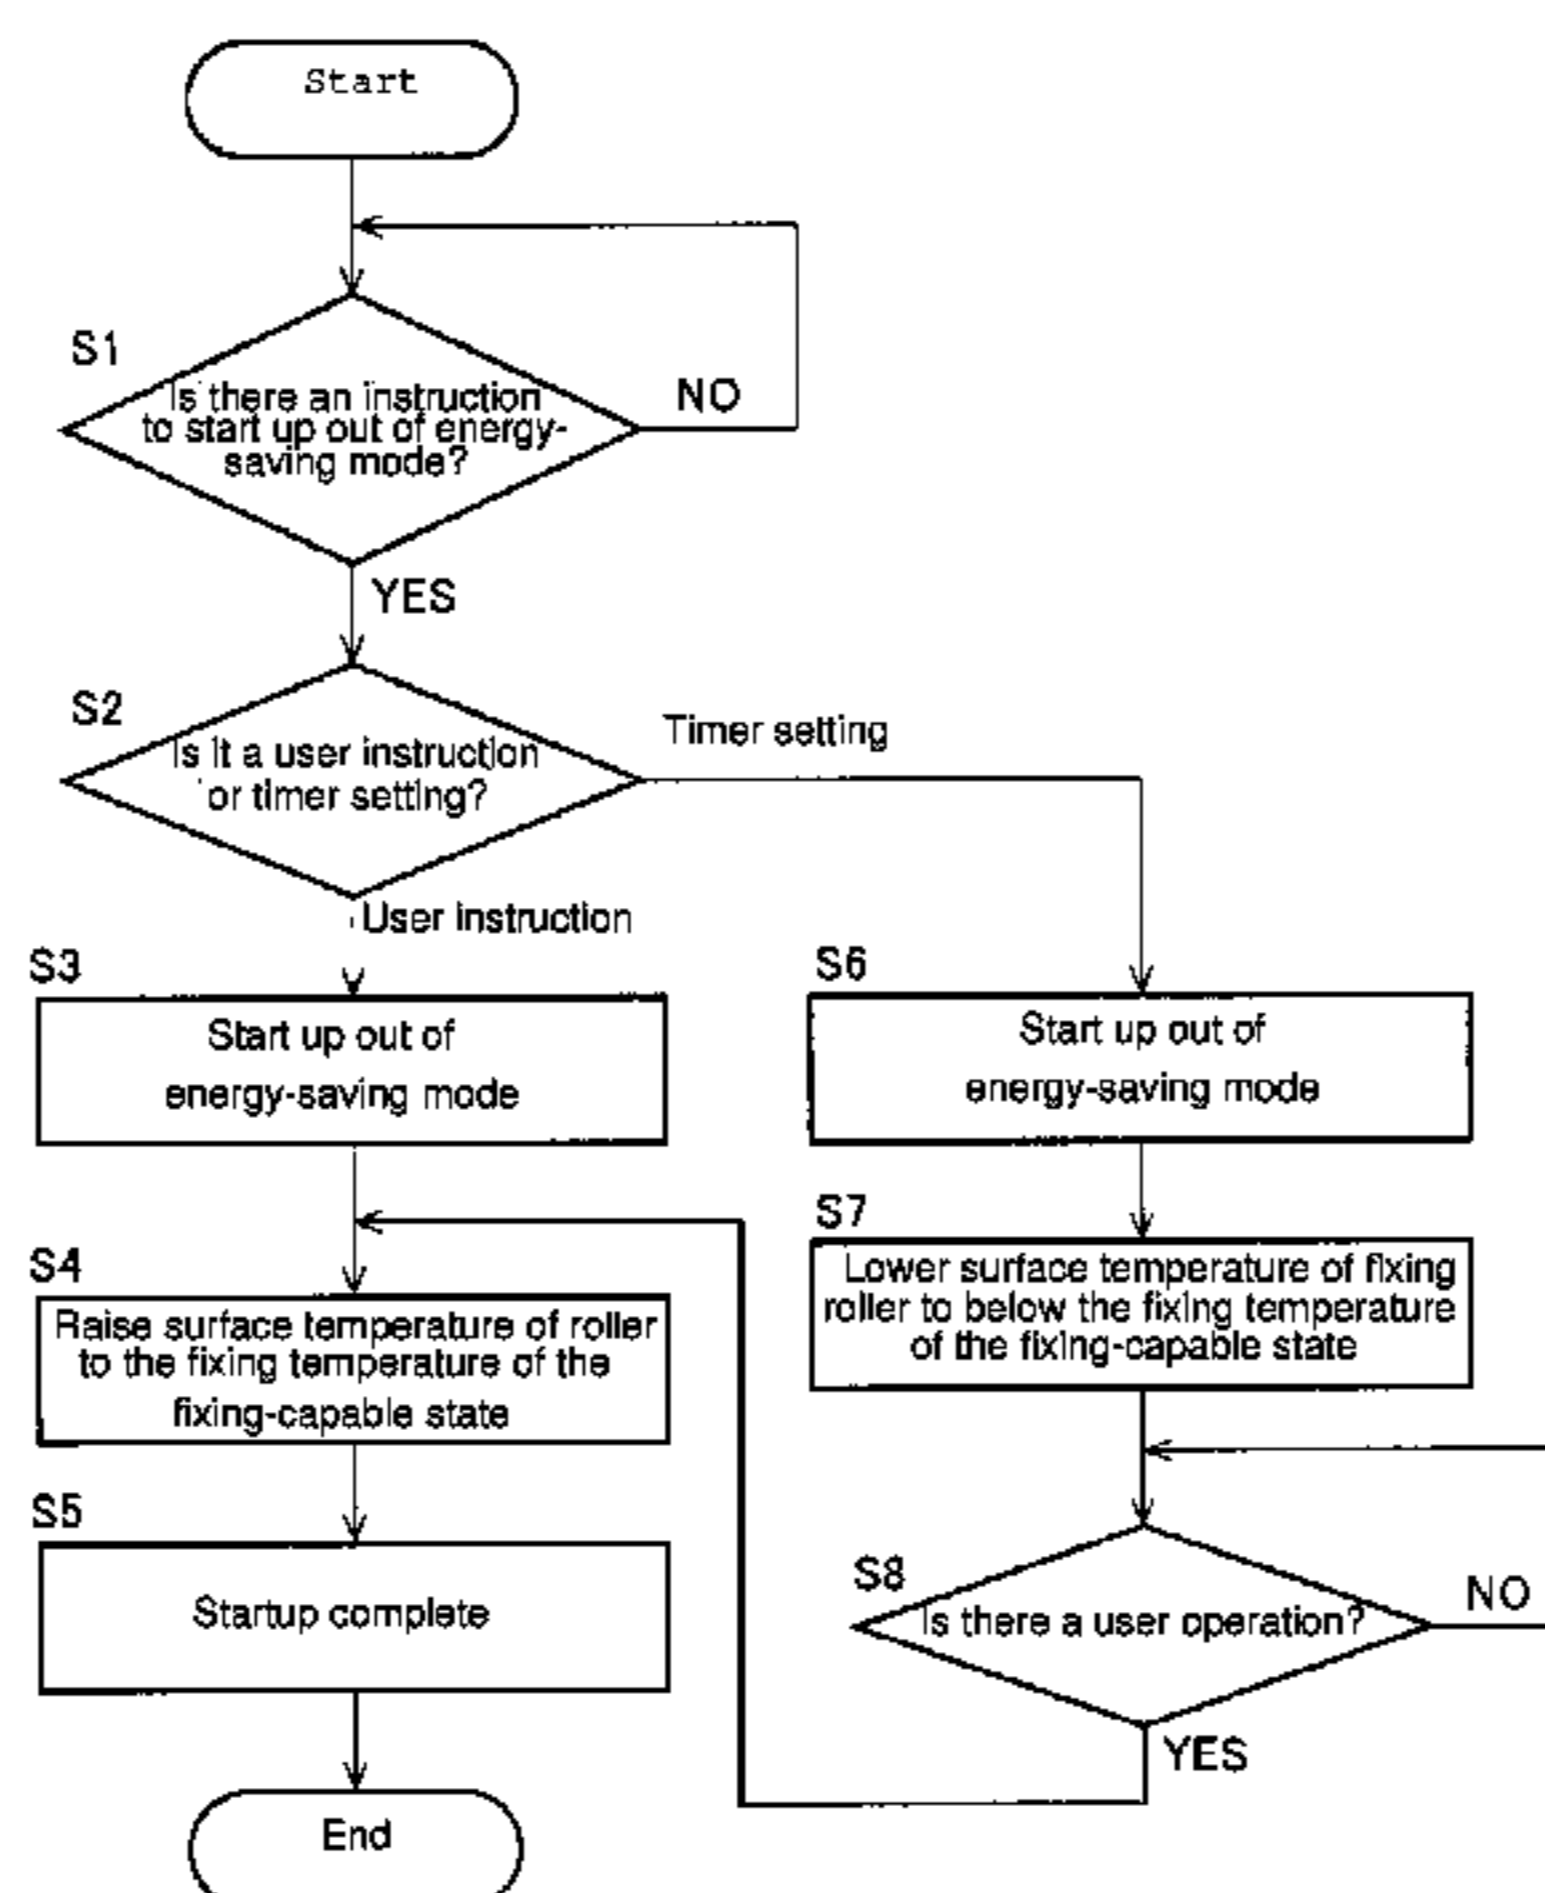 Start
S1
Is there an instruction
to start up out of energy-
saving mode?
NO
YES
S2
Is it a user instruction
or timer setting?
Timer setting
User instruction
S3
Start up out of
energy-saving mode
S4
Raise surface temperature of roller
to the fixing temperature of the
fixing-capable state
S5
Startup complete
End
S6
Start up out of
energy-saving mode
S7
Lower surface temperature of fixing
roller to below the fixing temperature
of the fixing-capable state
S8
Is there a user operation?
NO
YES